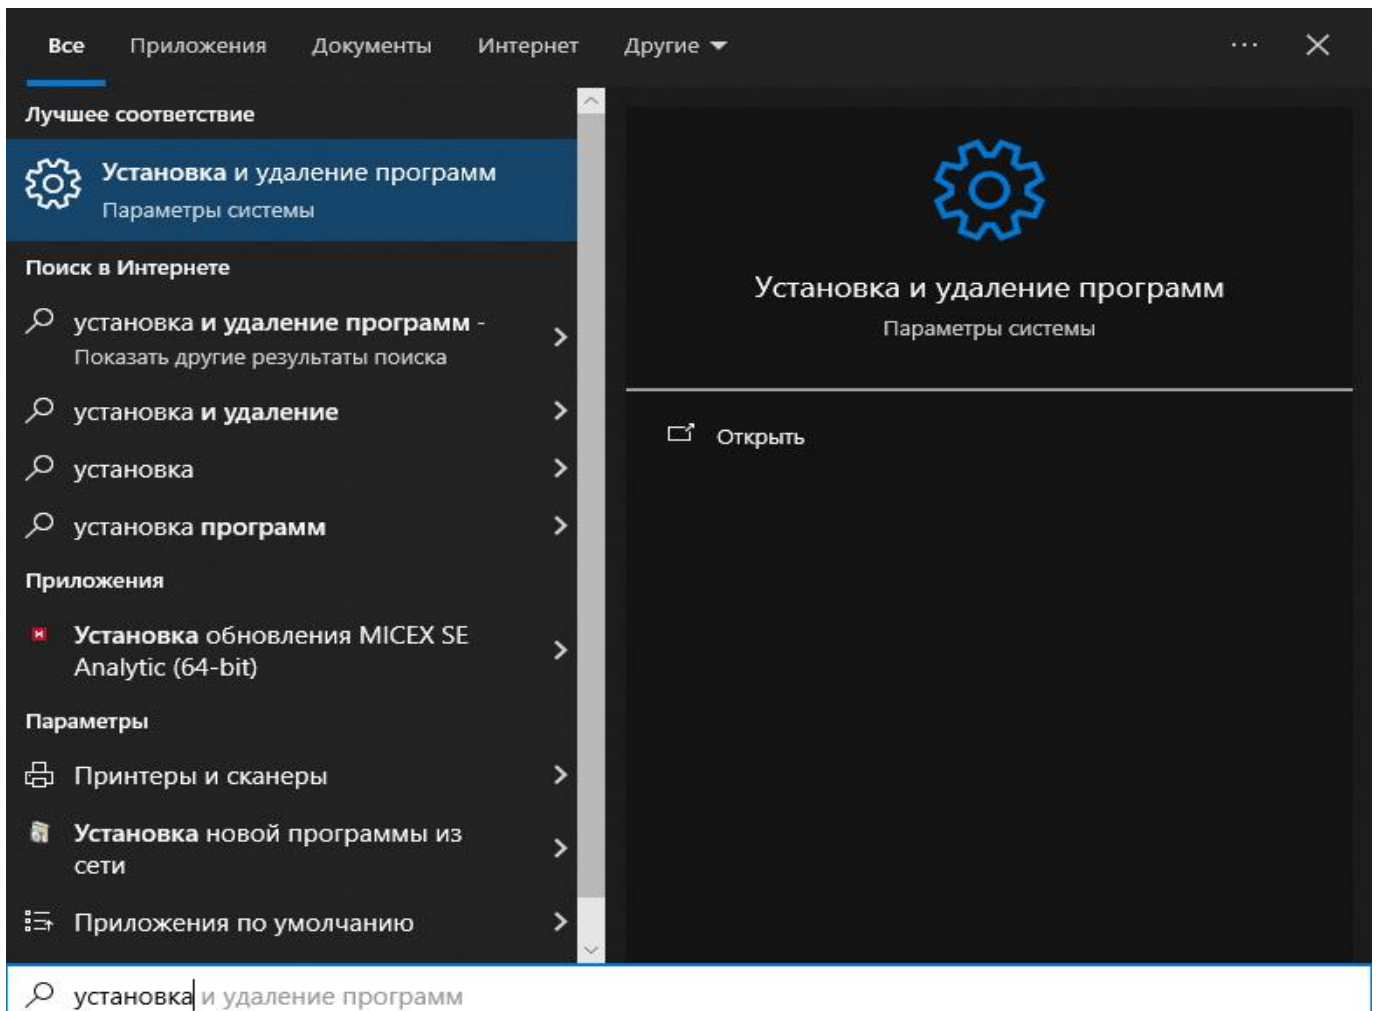 Все Приложения Документы Интернет Другие
Лучшее соответствие
Установка и удаление программ
Параметры системы
Поиск в Интернете
установка и удаление программ -
Показать другие результаты поиска
установка и удаление
установка
установка программ
Приложения
Установка обновления MICEX SE
Analytic (64-bit)
Параметры
Принтеры и сканеры
Установка новой программы из
сети
Приложения по умолчанию
Установка и удаление программ
Параметры системы
Открыть
установка и удаление программ